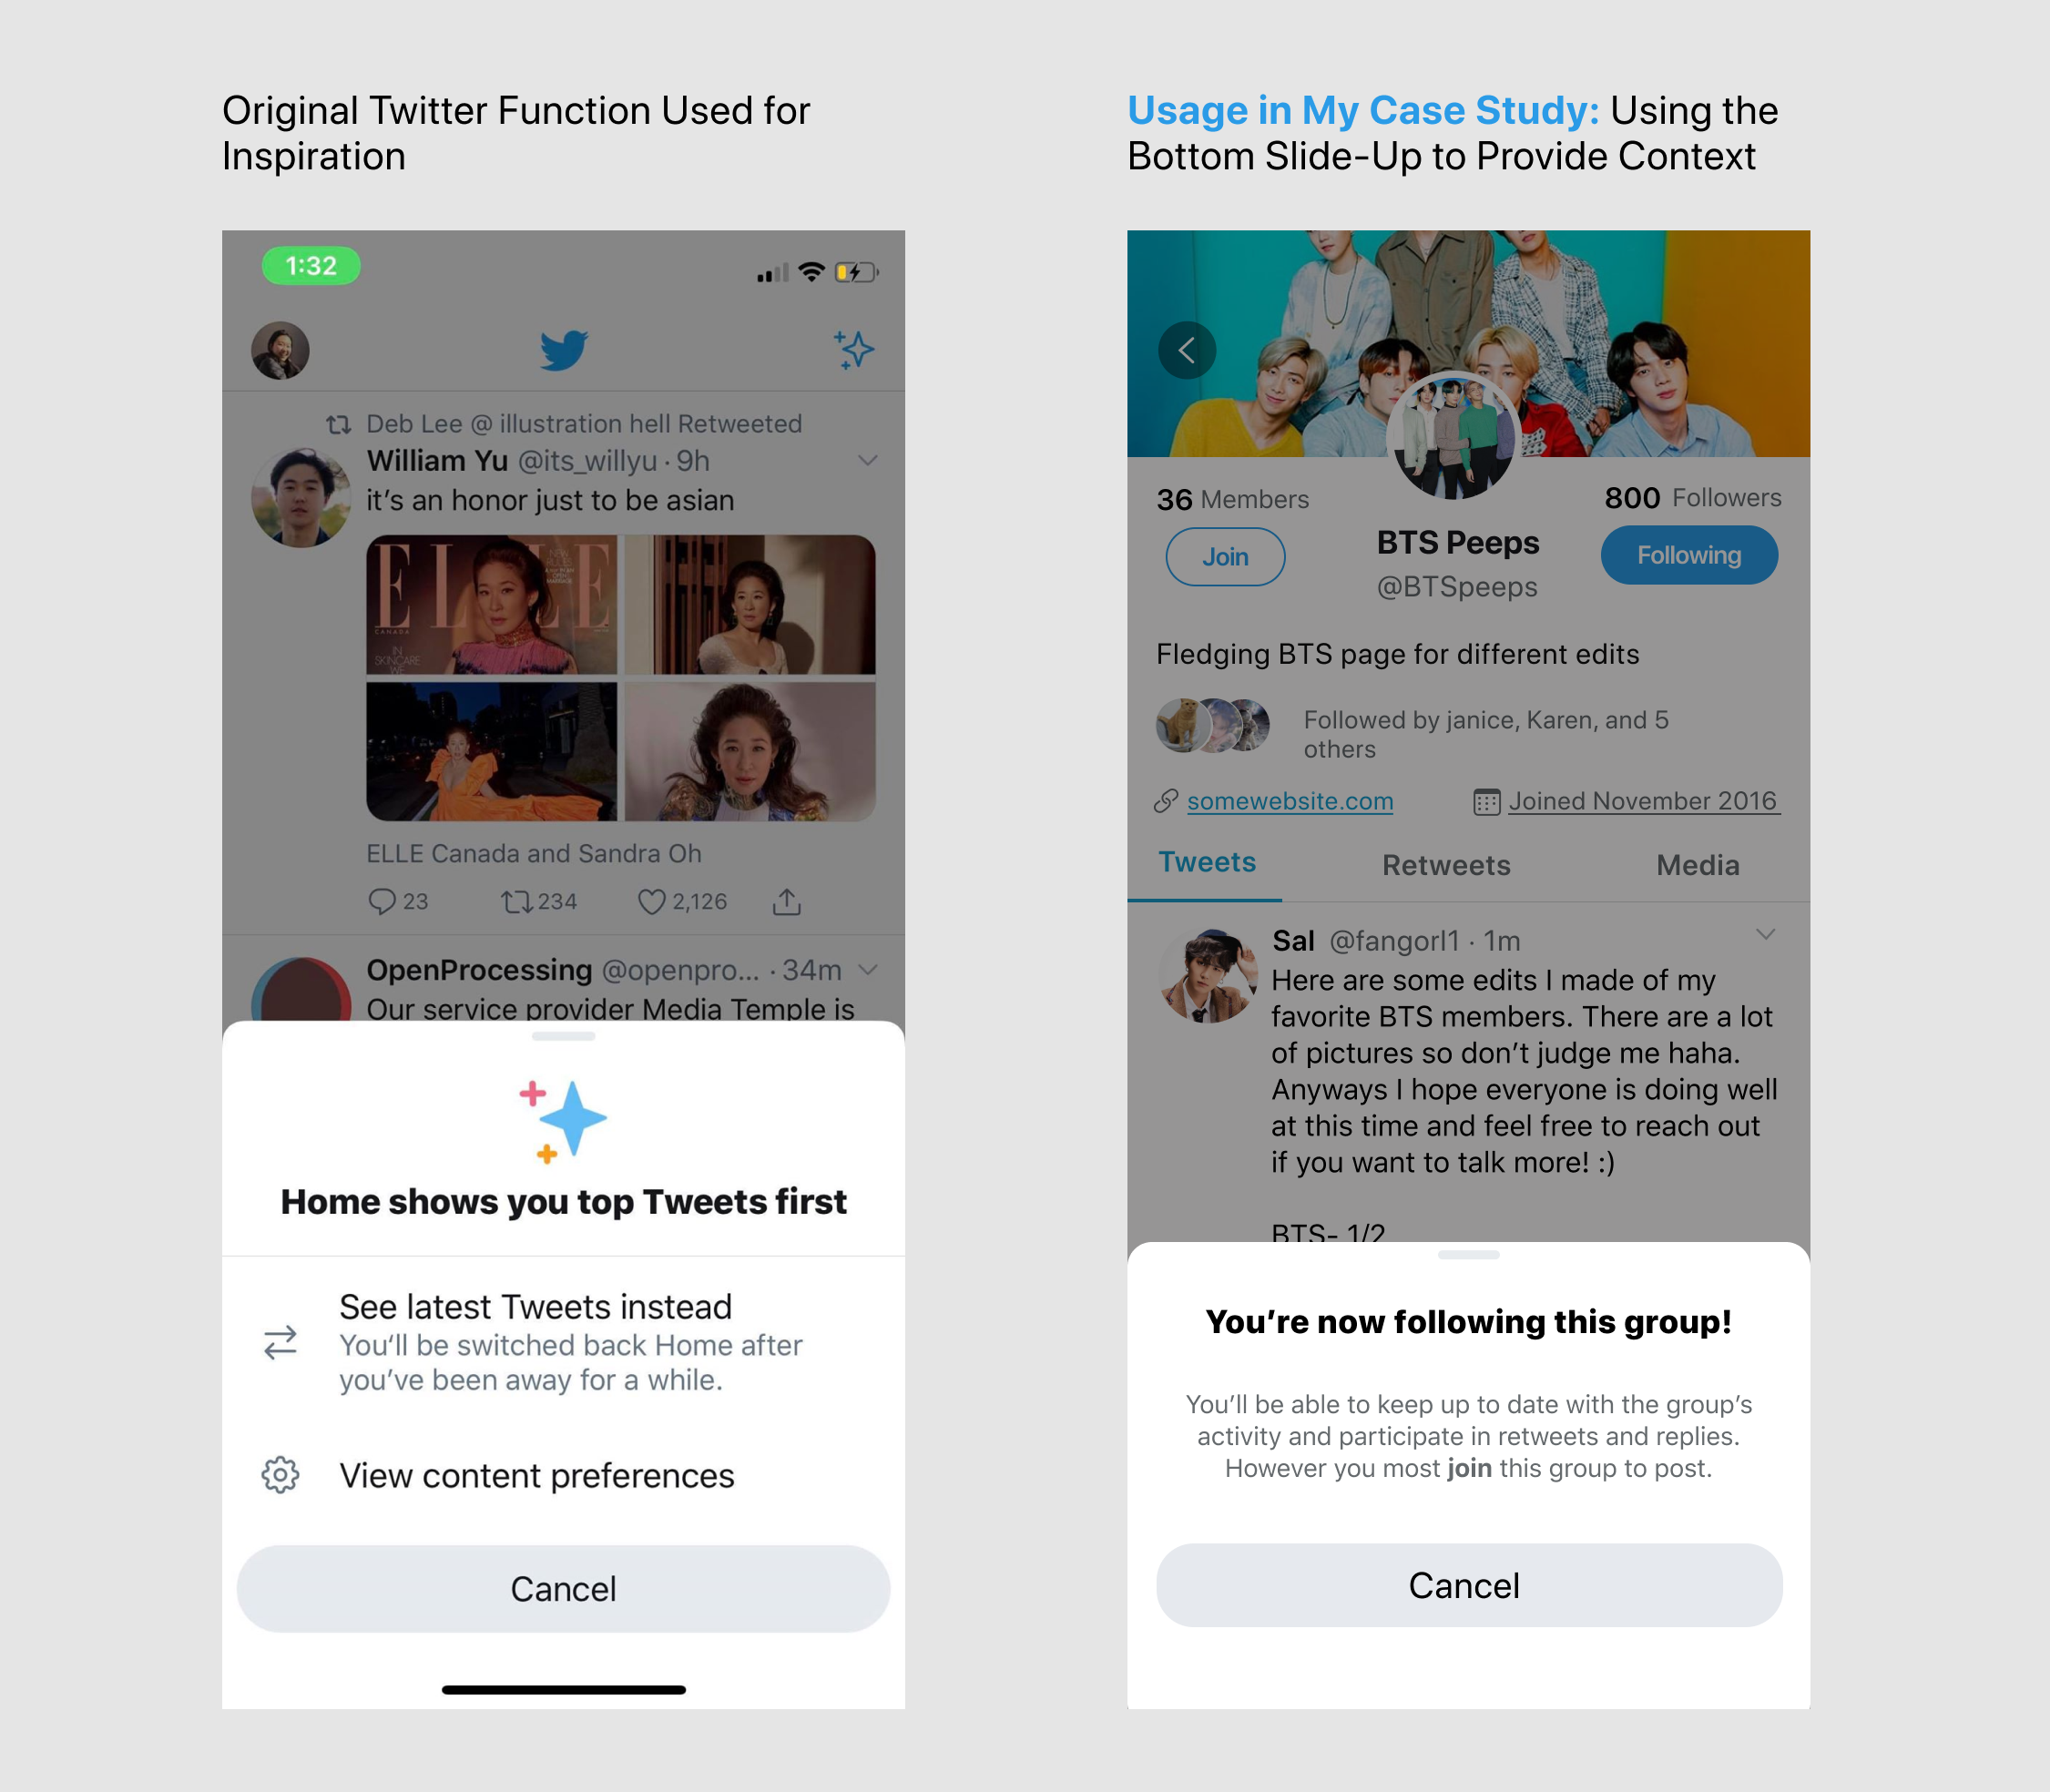 Original Twitter Function Used for
Inspiration
1:32
Deb Lee @ illustration hell Retweeted
William Yu @its_willyu · 9h
it’s an honor just to be asian
ELLE
CANADA
NEW
RULES
OPEN
MARRIAGE
IN
SKINCARE
WE
ELLE Canada and Sandra Oh
23 234 2,126
OpenProcessing @openpro... · 34m
Our service provider Media Temple is
Home shows you top Tweets first
See latest Tweets instead
You’ll be switched back Home after
you’ve been away for a while.
View content preferences
Cancel
Usage in My Case Study: Using the
Bottom Slide-Up to Provide Context
36 Members
800 Followers
Join
BTS Peeps
Following
@BTSpeeps
Fledging BTS page for different edits
Followed by janice, Karen, and 5
others
somewebsite.com
Joined November 2016
Tweets Retweets Media
Sal @fangorl1 · 1m
Here are some edits I made of my
favorite BTS members. There are a lot
of pictures so don’t judge me haha.
Anyways I hope everyone is doing well
at this time and feel free to reach out
if you want to talk more! :)
BTS- 1/2
You’re now following this group!
You’ll be able to keep up to date with the group’s
activity and participate in retweets and replies.
However you most join this group to post.
Cancel